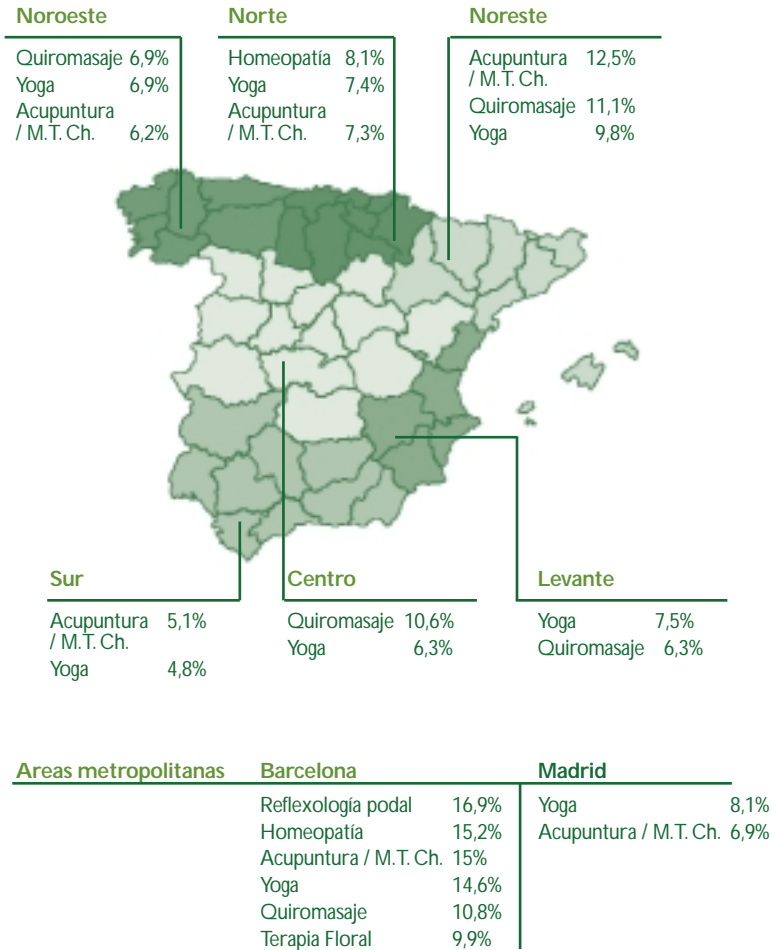 Noroeste
Quiromasaje 6,9%
Yoga 6,9%
Acupuntura
/ M.T. Ch. 6,2%
Norte
Homeopatía 8,1%
Yoga 7,4%
Acupuntura
/ M.T. Ch. 7,3%
Noreste
Acupuntura 12,5%
/ M.T. Ch.
Quiromasaje 11,1%
Yoga 9,8%
Sur
Acupuntura 5,1%
/ M.T. Ch.
Yoga 4,8%
Centro
Quiromasaje 10,6%
Yoga 6,3%
Levante
Yoga 7,5%
Quiromasaje 6,3%
Areas metropolitanas
Barcelona
Reflexología podal 16,9%
Homeopatía 15,2%
Acupuntura / M.T. Ch. 15%
Yoga 14,6%
Quiromasaje 10,8%
Terapia Floral 9,9%
Madrid
Yoga 8,1%
Acupuntura / M.T. Ch. 6,9%